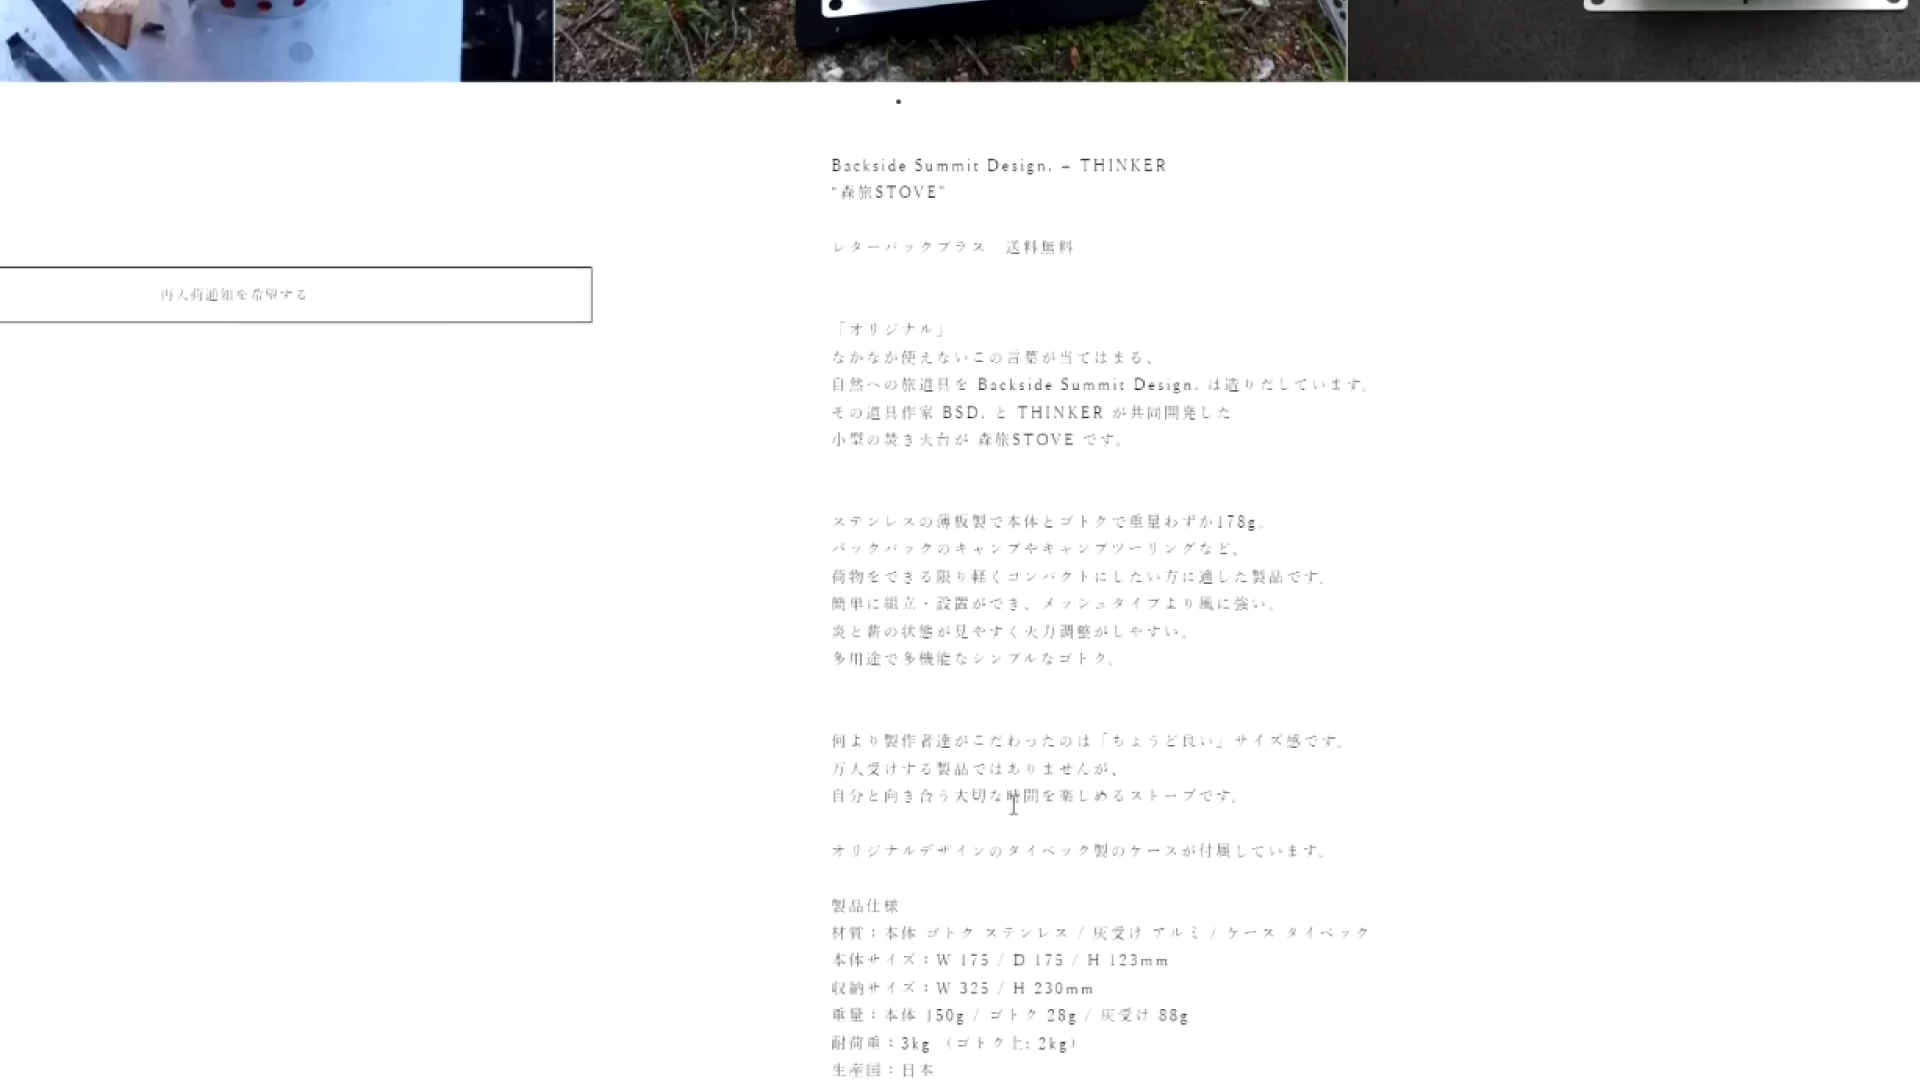 Backside Summit Design. + THINKER
“森旅STOVE”
レターパックプラス　送料無料
再入荷通知を希望する
「オリジナル」
なかなか使えないこの言葉が当てはまる、
自然への旅道具を Backside Summit Design. は造りだしています。
その道具作家 BSD. と THINKER が共同開発した
小型の焚き火台が 森旅STOVE です。
ステンレスの薄板製で本体とゴトクで重量わずか178g。
バックパックのキャンプやキャンプツーリングなど、
荷物をできる限り軽くコンパクトにしたい方に適した製品です。
簡単に組立・設置ができ、メッシュタイプより風に強い。
炎と薪の状態が見やすく火力調整がしやすい。
多用途で多機能なシンプルなゴトク。
何より製作者達がこだわったのは「ちょうど良い」サイズ感です。
万人受けする製品ではありませんが、
自分と向き合う大切な時間を楽しめるストーブです。
オリジナルデザインのタイベック製のケースが付属しています。
製品仕様
材質：本体 ゴトク ステンレス / 灰受け アルミ / ケース タイベック
本体サイズ：W 175 / D 175 / H 123mm
収納サイズ：W 325 / H 230mm
重量：本体 150g / ゴトク 28g / 灰受け 88g
耐荷重：3kg （ゴトク上: 2kg）
生産国：日本